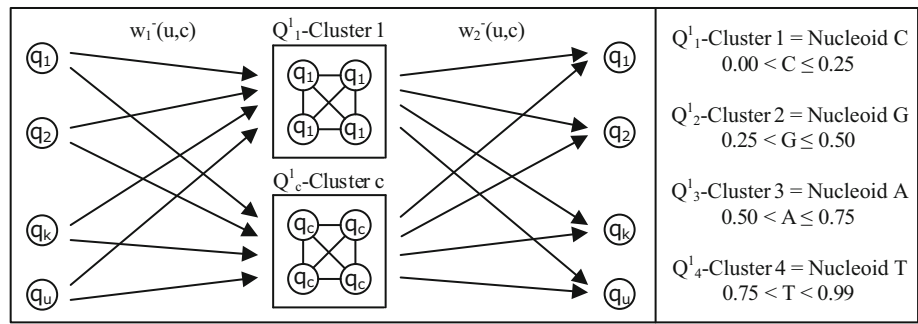 w₁⁻(u,c)
Q¹₁-Cluster 1
w₂⁻(u,c)
q₁
q₂
qₖ
qᵤ
q₁ q₁
q₁ q₁
Q¹c-Cluster c
qc qc
qc qc
q₁
q₂
qₖ
qᵤ
Q¹₁-Cluster 1 = Nucleoid C
0.00 < C ≤ 0.25
Q¹₂-Cluster 2 = Nucleoid G
0.25 < G ≤ 0.50
Q¹₃-Cluster 3 = Nucleoid A
0.50 < A ≤ 0.75
Q¹₄-Cluster 4 = Nucleoid T
0.75 < T < 0.99